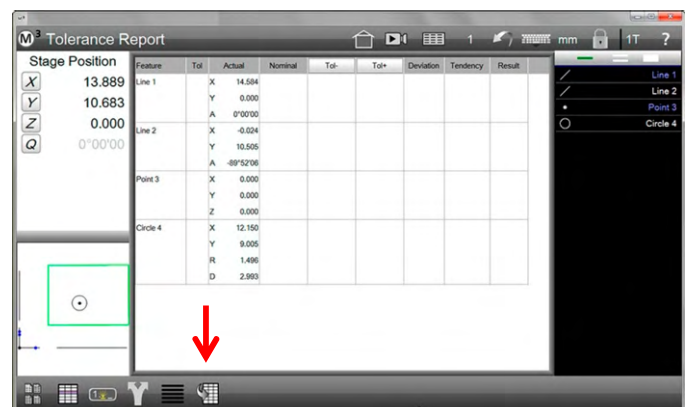 M³ Tolerance Report 1 mm 1T ?
Stage Position
X 13.889
Y 10.683
Z 0.000
Q 0°00'00
Feature Tol Actual Nominal Tol- Tol+ Deviation Tendency Result
Line 1 X 14.584
Y 0.000
A 0°00'00
Line 2 X -0.024
Y 10.505
A -89°52'06
Point 3 X 0.000
Y 0.000
Z 0.000
Circle 4 X 12.150
Y 9.005
R 1.496
D 2.993
Line 1
Line 2
Point 3
Circle 4